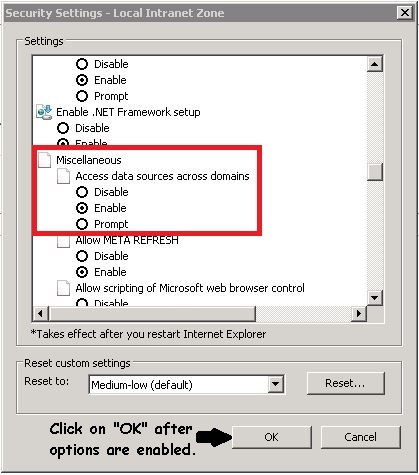 Security Settings - Local Intranet Zone
Settings
Disable
Enable
Prompt
Enable .NET Framework setup
Disable
Enable
Miscellaneous
Access data sources across domains
Disable
Enable
Prompt
Allow META REFRESH
Disable
Enable
Allow scripting of Microsoft web browser control
Disable
*Takes effect after you restart Internet Explorer
Reset custom settings
Reset to:
Medium-low (default)
Reset...
Click on "OK" after
options are enabled.
OK
Cancel